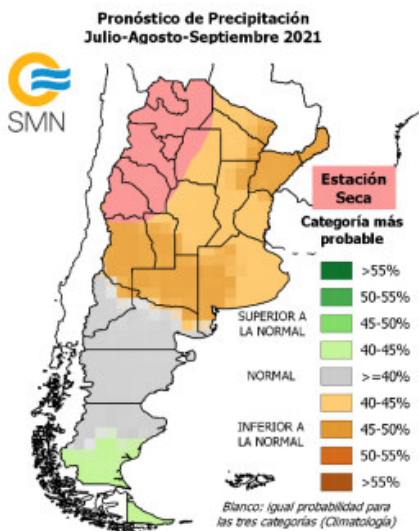 Pronóstico de Precipitación
Julio-Agosto-Septiembre 2021
SMN
Estación
Seca
Categoría más
probable
>55%
50-55%
SUPERIOR A
LA NORMAL
45-50%
40-45%
NORMAL
>=40%
40-45%
INFERIOR A
LA NORMAL
45-50%
50-55%
>55%
Blanco: igual probabilidad para
las tres categorías (Climatología)